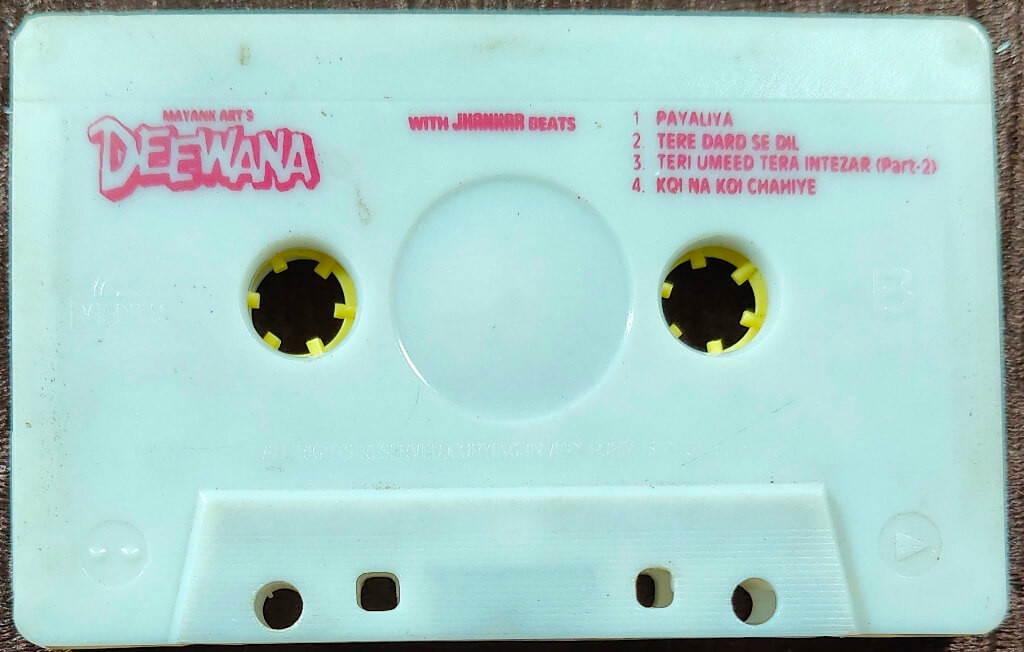 MAYANK ART'S
DEEWANA
WITH JHANKAR BEATS
1 PAYALIYA
2. TERE DARD SE DIL
3. TERI UMEED TERA INTEZAR (Part-2)
4. KOI NA KOI CHAHIYE
B